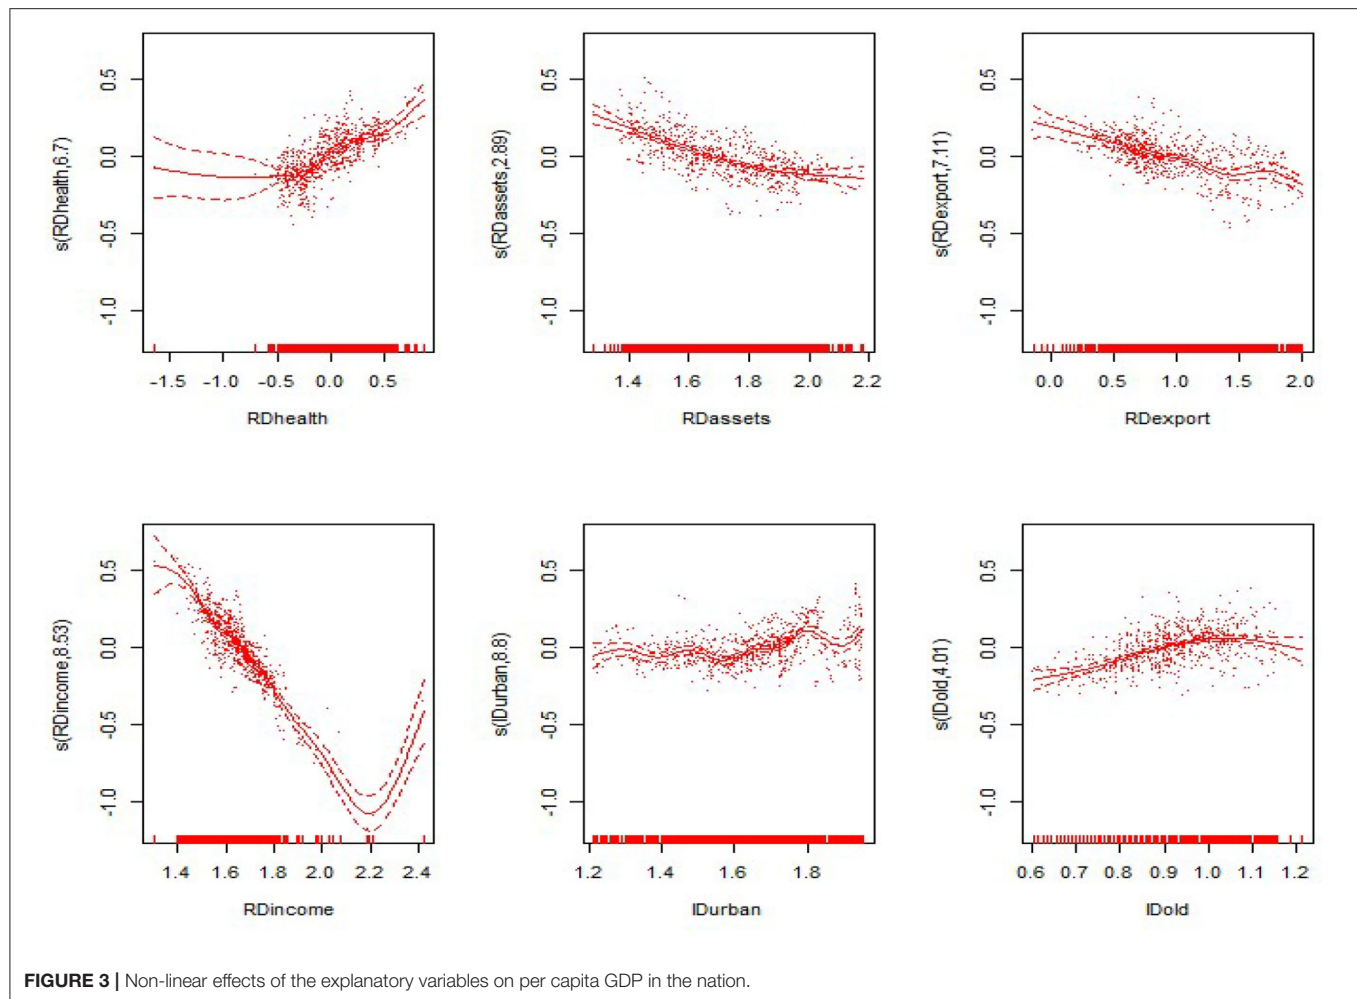 0.5
0.0
-0.5
-1.0
s(RDhealth,6.7)
-1.5 -1.0 -0.5 0.0 0.5
RDhealth
0.5
0.0
-0.5
-1.0
s(RDassets,2.89)
1.4 1.6 1.8 2.0 2.2
RDassets
0.5
0.0
-0.5
-1.0
s(RDexport,7.11)
0.0 0.5 1.0 1.5 2.0
RDexport
0.5
0.0
-0.5
-1.0
s(RDincome,8.53)
1.4 1.6 1.8 2.0 2.2 2.4
RDincome
0.5
0.0
-0.5
-1.0
s(IDurban,8.8)
1.2 1.4 1.6 1.8
IDurban
0.5
0.0
-0.5
-1.0
s(IDold,4.01)
0.6 0.7 0.8 0.9 1.0 1.1 1.2
IDold
FIGURE 3 | Non-linear effects of the explanatory variables on per capita GDP in the nation.